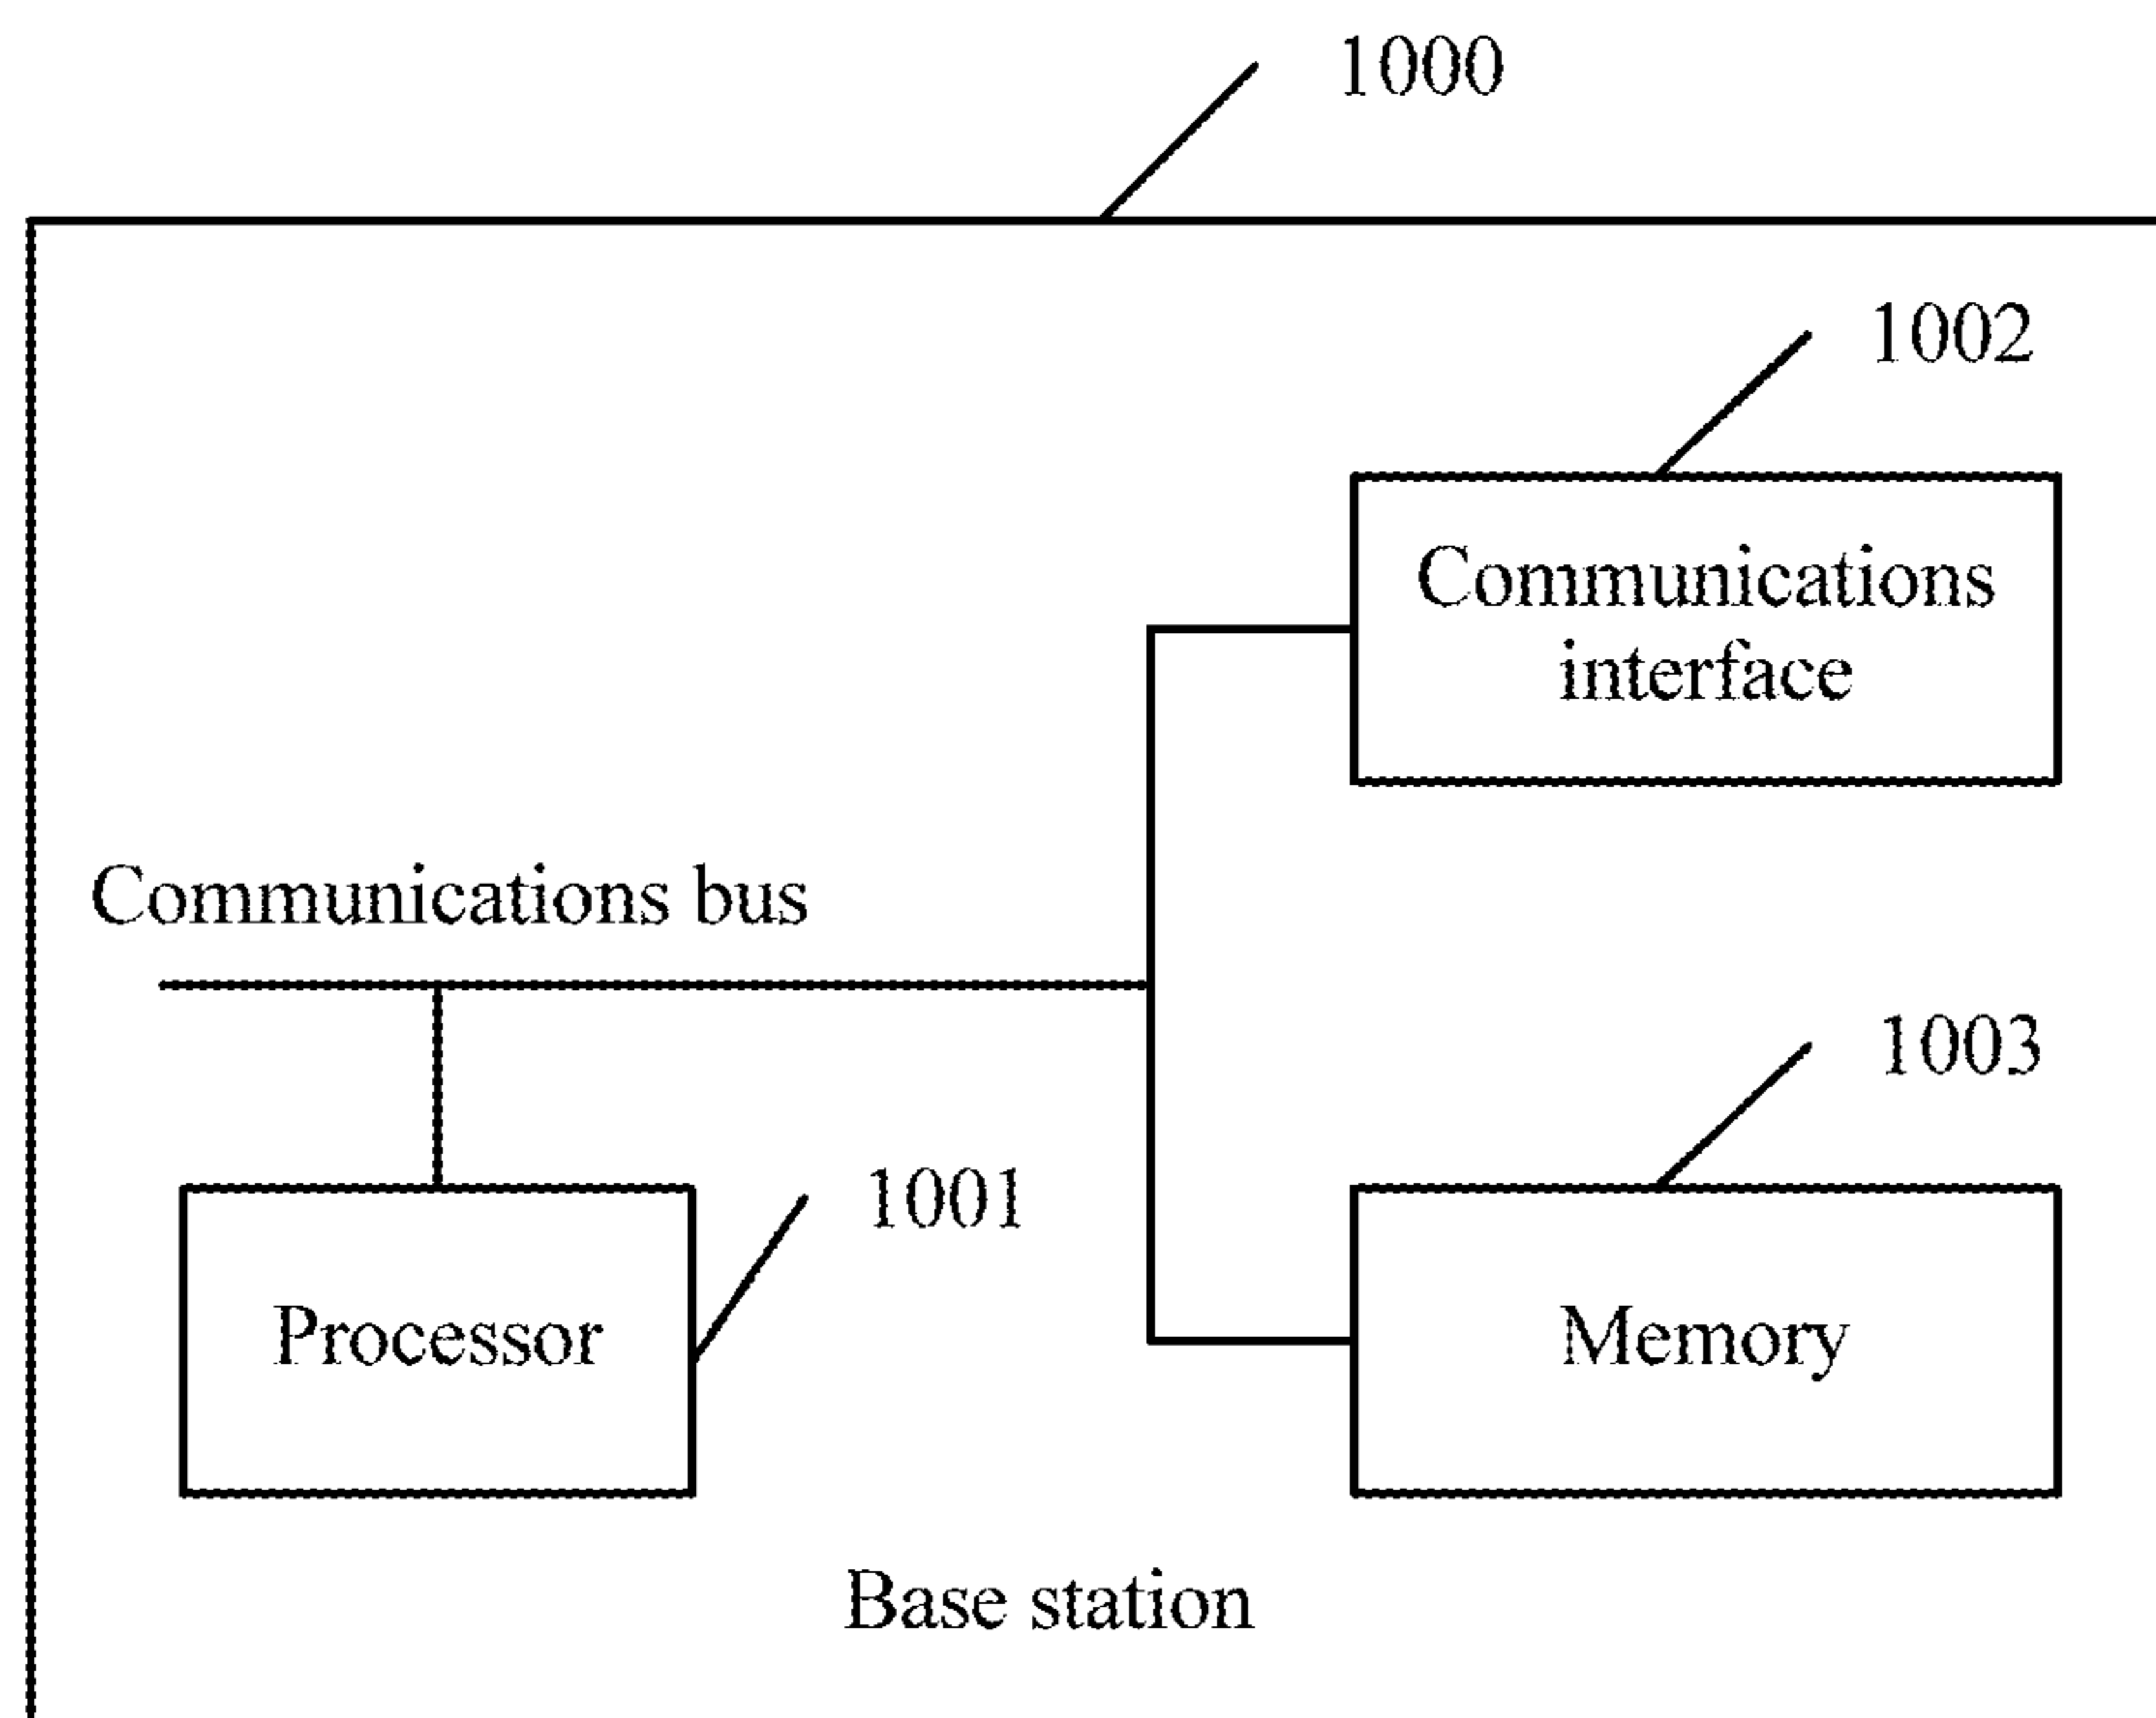 1000
1002
Communications
interface
Communications bus
1003
1001
Processor
Memory
Base station